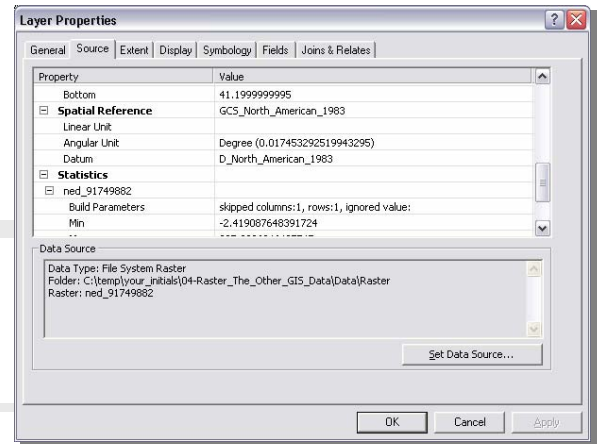 Layer Properties
General Source Extent Display Symbology Fields Joins & Relates
Property Value
Bottom 41.1999999995
Spatial Reference GCS_North_American_1983
Linear Unit
Angular Unit Degree (0.017453292519943295)
Datum D_North_American_1983
Statistics
ned_91749882
Build Parameters skipped columns:1, rows:1, ignored value:
Min -2.419087648391724
Data Source
Data Type: File System Raster
Folder: C:\temp\your_initials\04-Raster_The_Other_GIS_Data\Data\Raster
Raster: ned_91749882
Set Data Source...
OK Cancel Apply